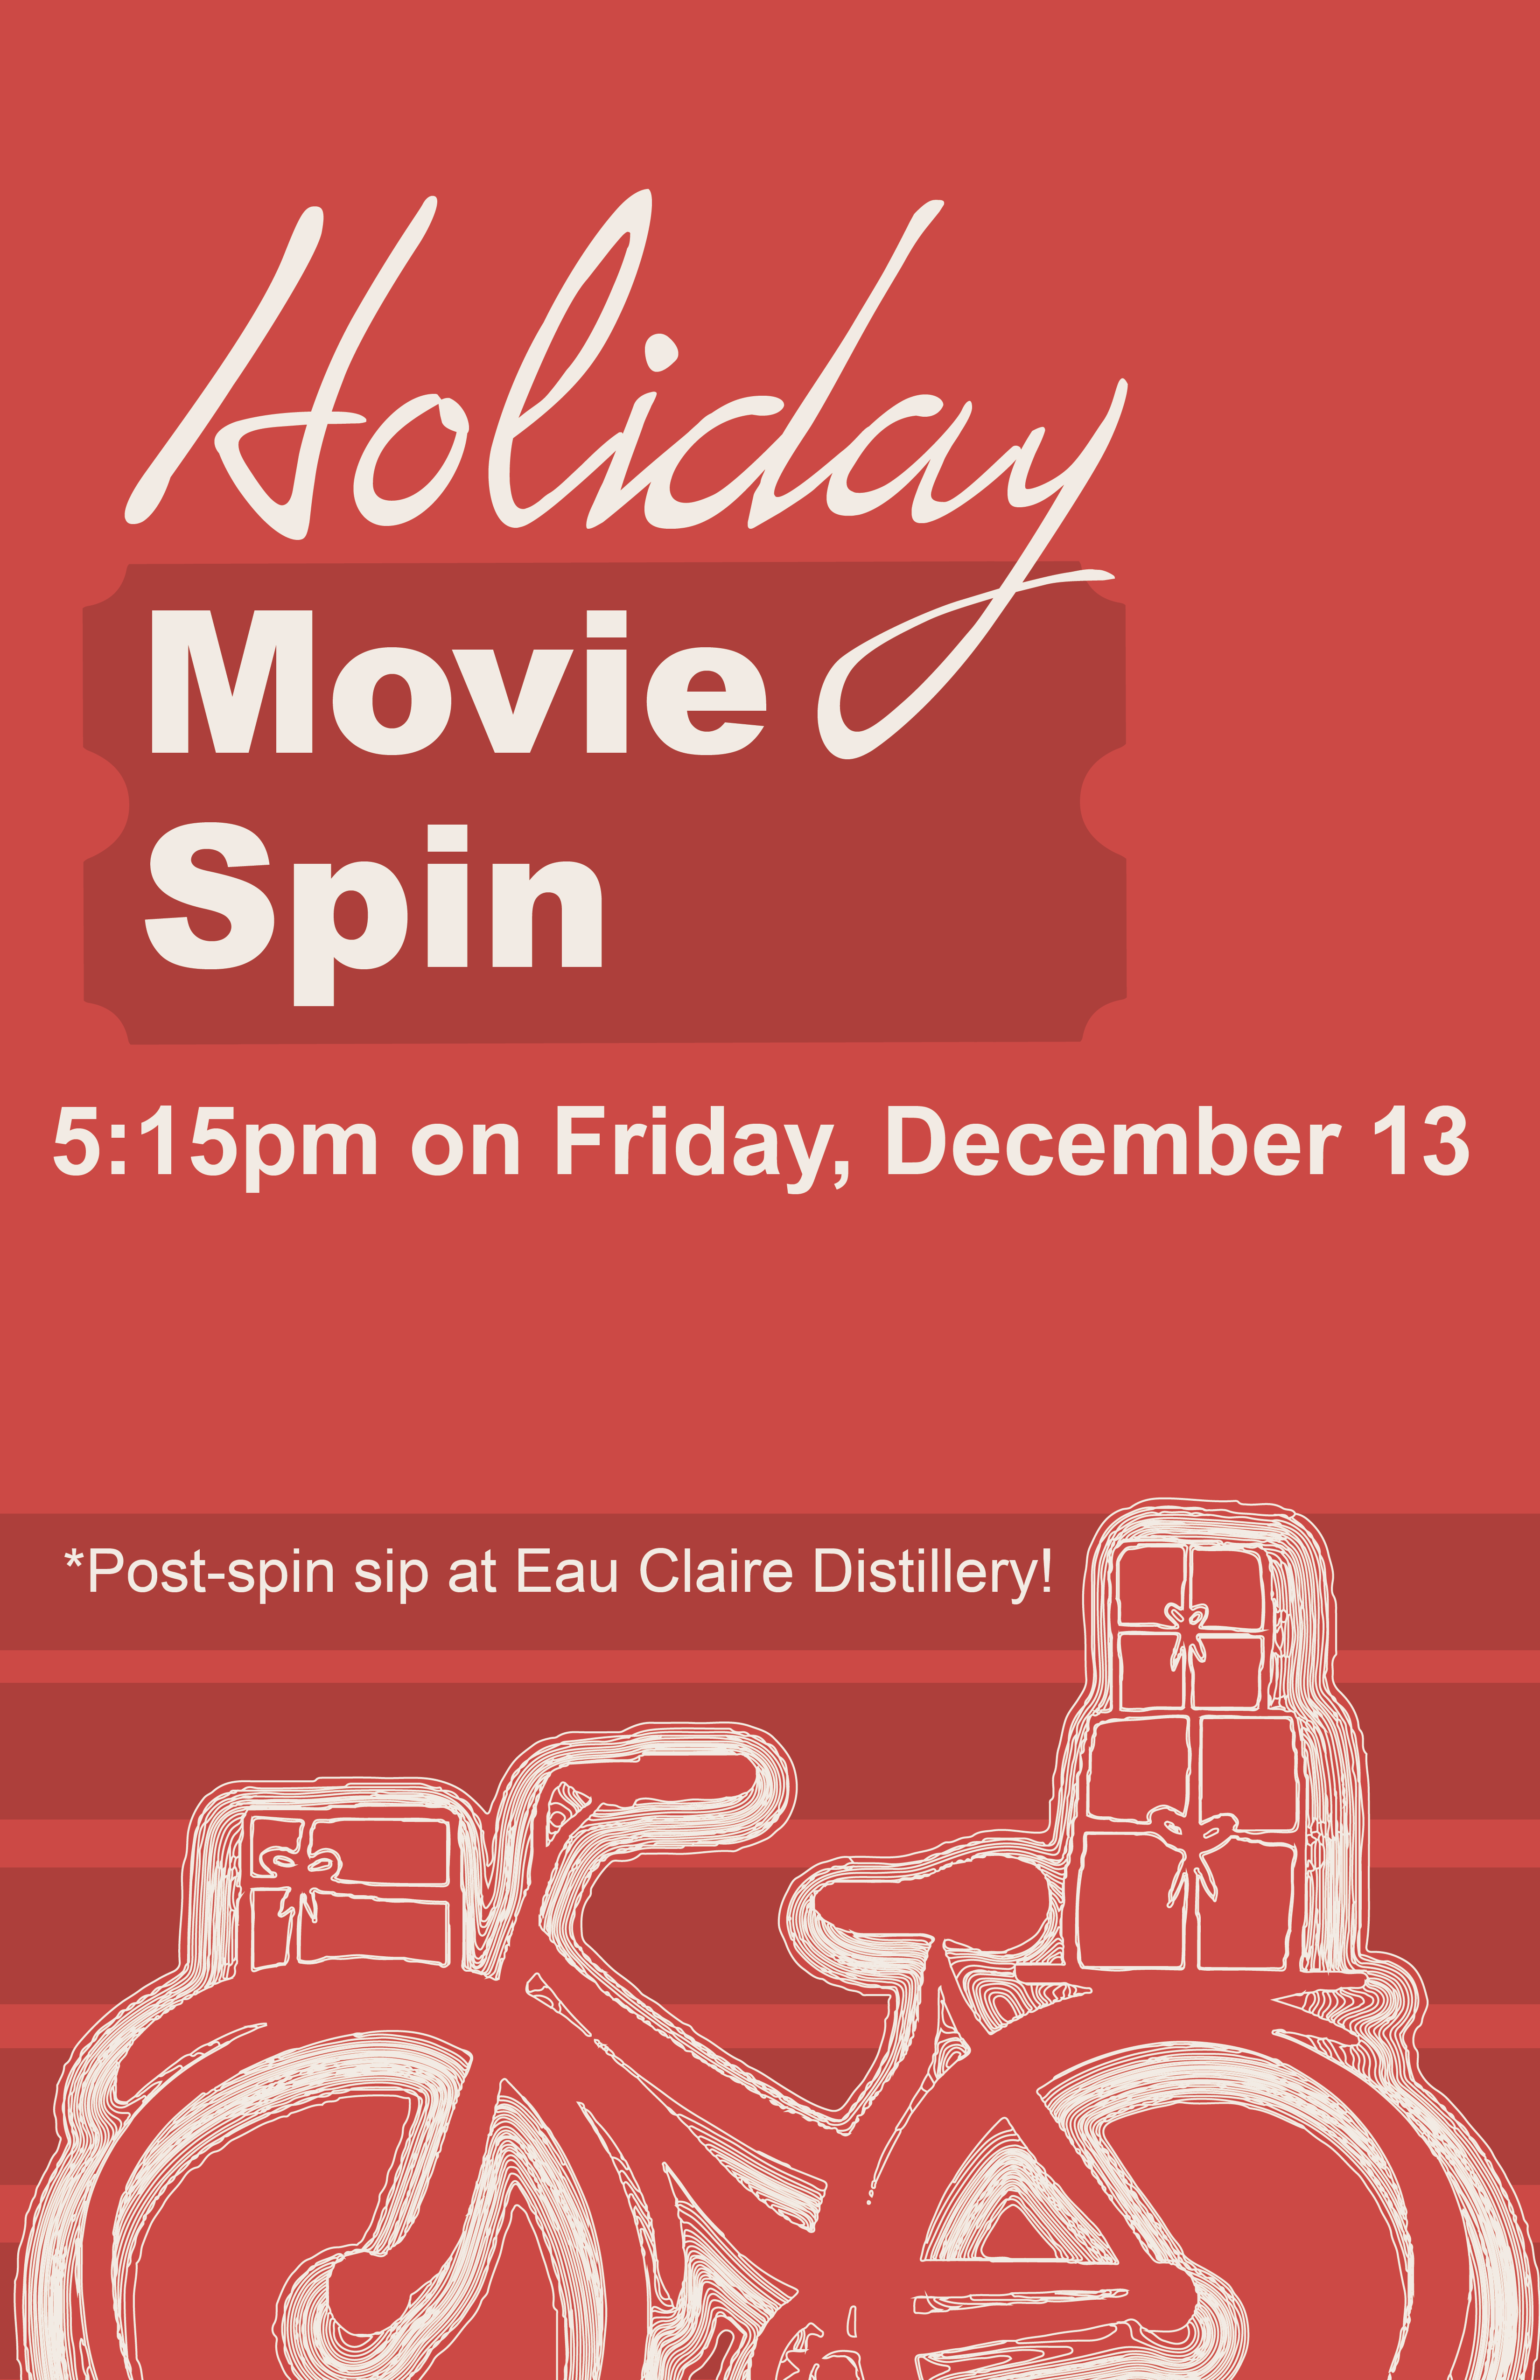 Holiday
Movie
Spin
5:15pm on Friday, December 13
*Post-spin sip at Eau Claire Distillery!